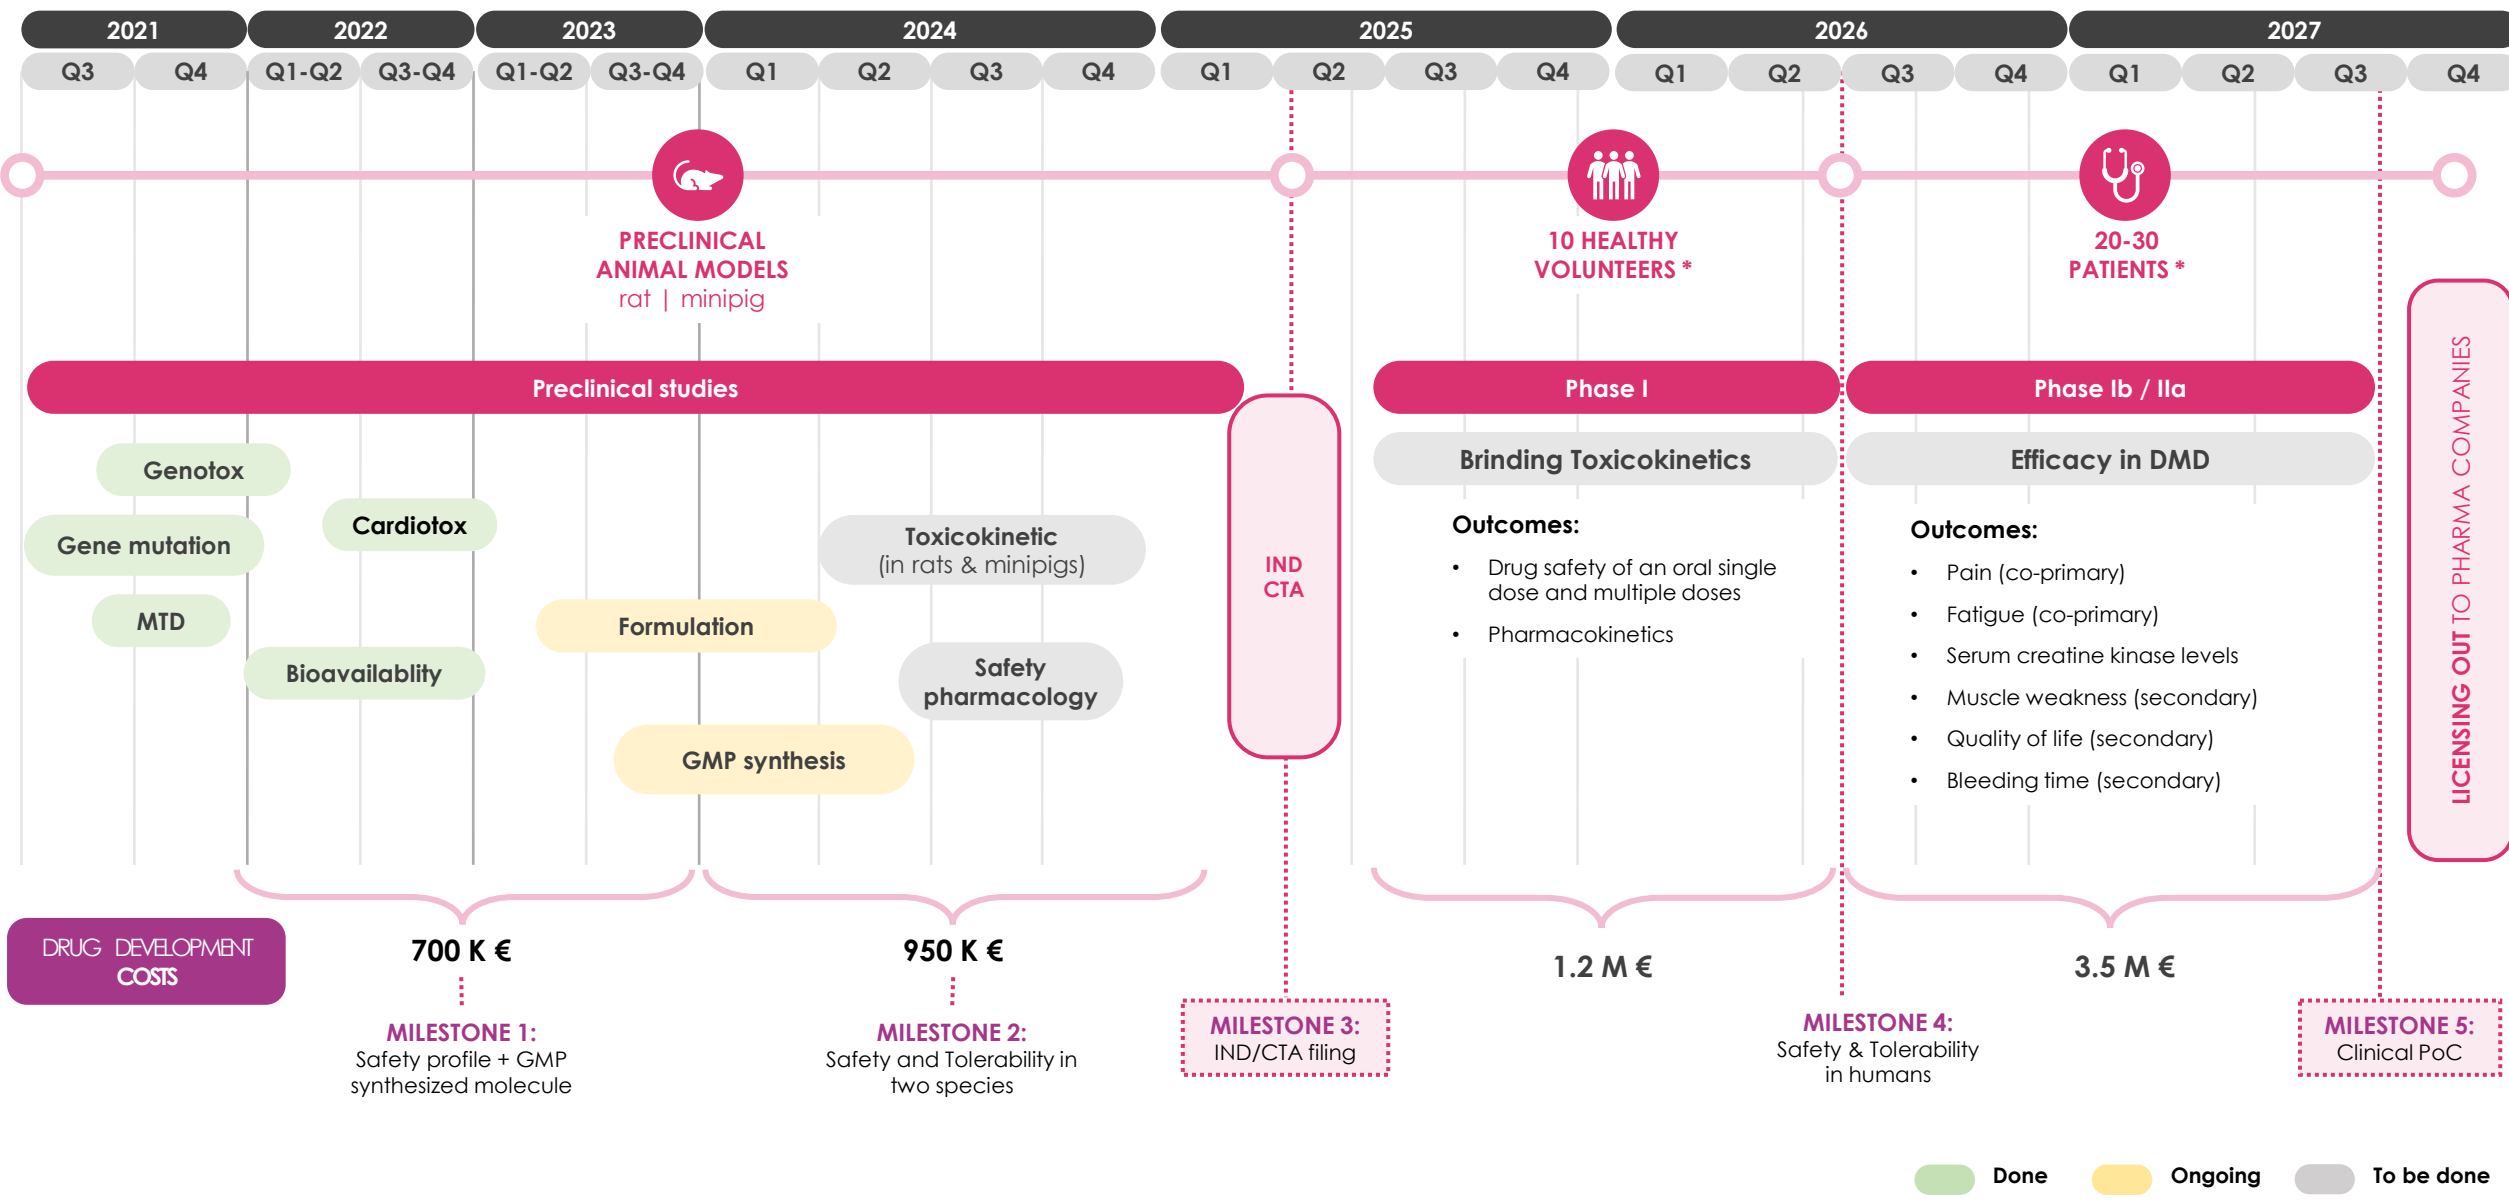 2021
2022
2023
2024
2025
2026
2027
Q3
Q4
Q1-Q2
Q3-Q4
Q1-Q2
Q3-Q4
Q1
Q2
Q3
Q4
Q1
Q2
Q3
Q4
Q1
Q2
Q3
Q4
Q1
Q2
Q3
Q4
PRECLINICAL
ANIMAL MODELS
rat | minipig
10 HEALTHY
VOLUNTEERS *
20-30
PATIENTS *
Preclinical studies
Phase I
Phase Ib / IIa
Genotox
Gene mutation
MTD
Cardiotox
Bioavailablity
Formulation
GMP synthesis
Toxicokinetic
(in rats & minipigs)
Safety
pharmacology
IND
CTA
Brinding Toxicokinetics
Outcomes:
• Drug safety of an oral single
dose and multiple doses
• Pharmacokinetics
Efficacy in DMD
Outcomes:
• Pain (co-primary)
• Fatigue (co-primary)
• Serum creatine kinase levels
• Muscle weakness (secondary)
• Quality of life (secondary)
• Bleeding time (secondary)
LICENSING OUT TO PHARMA COMPANIES
DRUG DEVELOPMENT
COSTS
700 K €
950 K €
1.2 M €
3.5 M €
MILESTONE 1:
Safety profile + GMP
synthesized molecule
MILESTONE 2:
Safety and Tolerability in
two species
MILESTONE 3:
IND/CTA filing
MILESTONE 4:
Safety & Tolerability
in humans
MILESTONE 5:
Clinical PoC
Done
Ongoing
To be done